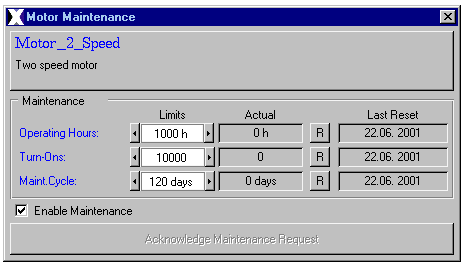 Motor Maintenance
Motor_2_Speed
Two speed motor
Maintenance
Limits Actual Last Reset
Operating Hours: 1000 h 0 h R 22.06. 2001
Turn-Ons: 10000 0 R 22.06. 2001
Maint.Cycle: 120 days 0 days R 22.06. 2001
Enable Maintenance
Acknowledge Maintenance Request